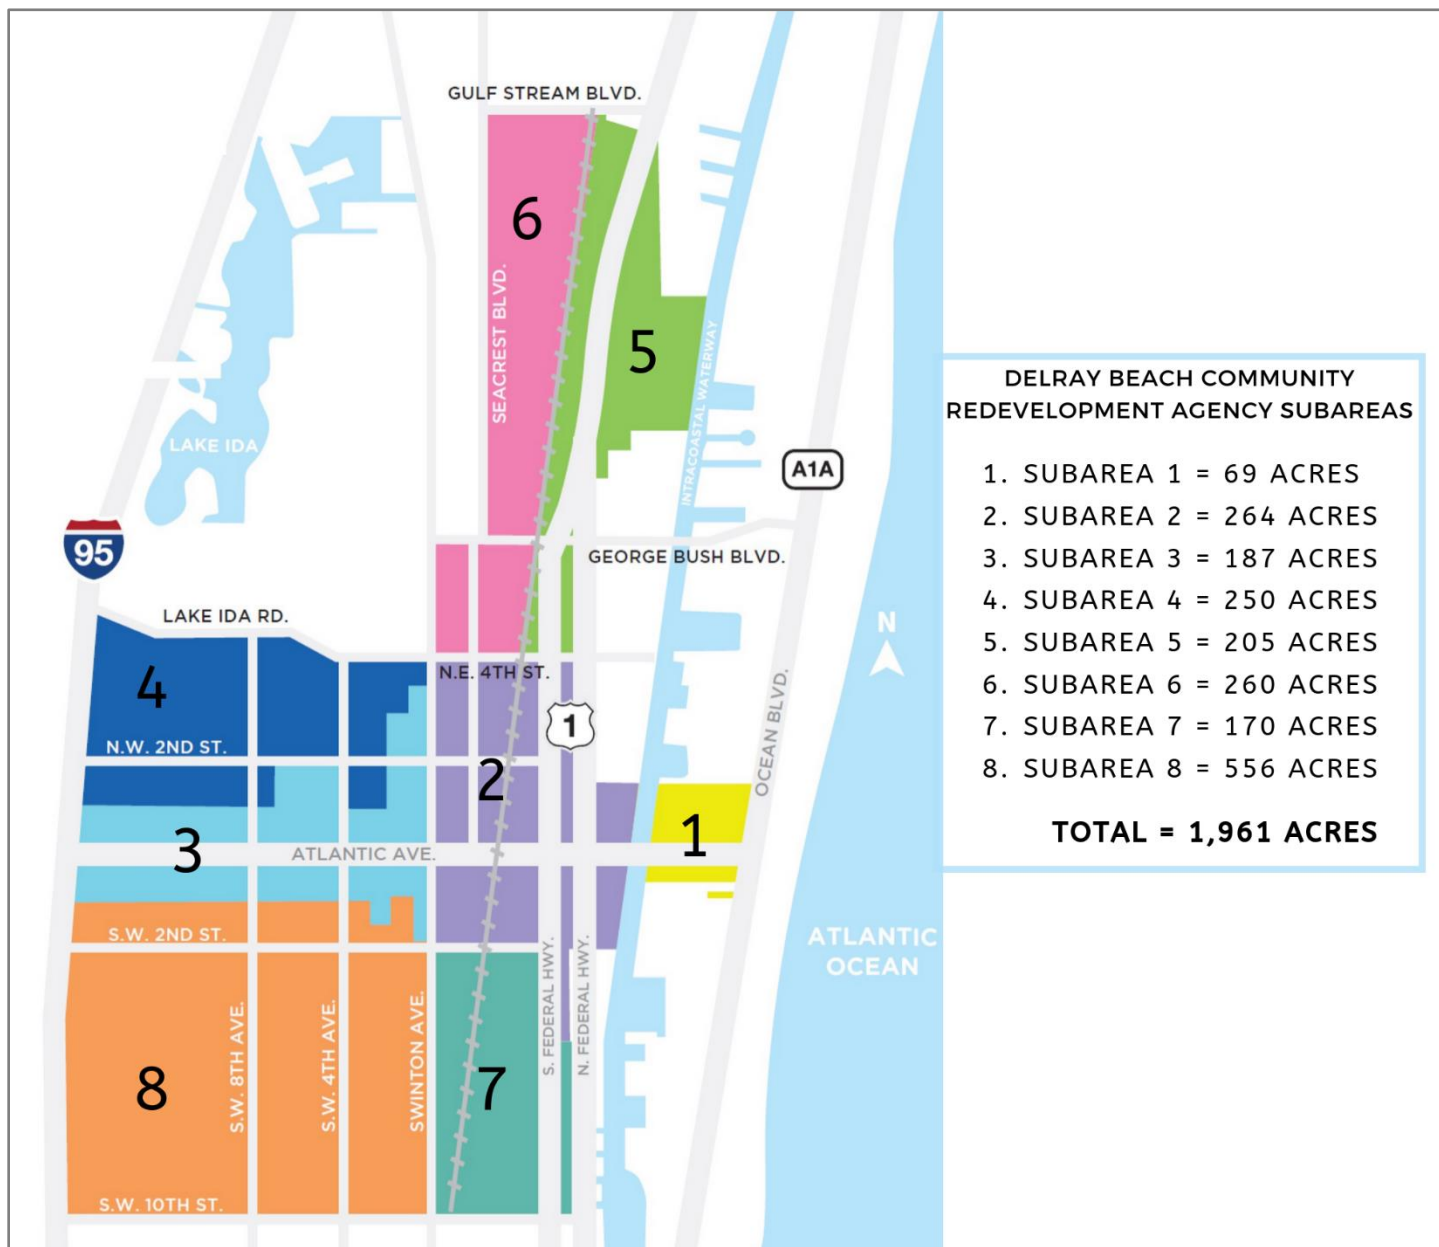 GULF STREAM BLVD.
6
SEACREST BLVD.
5
INTRACOASTAL WATERWAY
LAKE IDA
A1A
95
GEORGE BUSH BLVD.
LAKE IDA RD.
N
4
N.E. 4TH ST.
1
OCEAN BLVD.
N.W. 2ND ST.
2
3
ATLANTIC AVE.
1
S.W. 2ND ST.
ATLANTIC
OCEAN
8
S.W. 8TH AVE.
S.W. 4TH AVE.
SWINTON AVE.
7
S. FEDERAL HWY.
N. FEDERAL HWY.
S.W. 10TH ST.
DELRAY BEACH COMMUNITY
REDEVELOPMENT AGENCY SUBAREAS
1. SUBAREA 1 = 69 ACRES
2. SUBAREA 2 = 264 ACRES
3. SUBAREA 3 = 187 ACRES
4. SUBAREA 4 = 250 ACRES
5. SUBAREA 5 = 205 ACRES
6. SUBAREA 6 = 260 ACRES
7. SUBAREA 7 = 170 ACRES
8. SUBAREA 8 = 556 ACRES
TOTAL = 1,961 ACRES